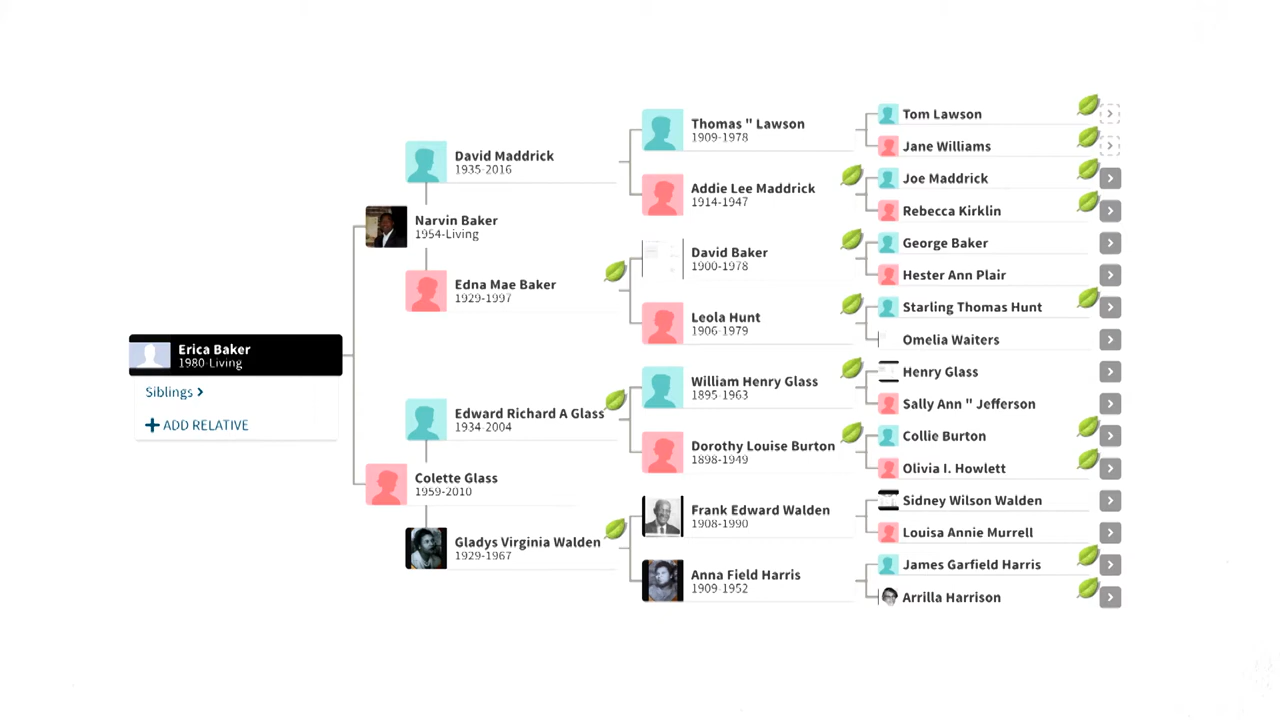 Erica Baker
1980-Living
Siblings
ADD RELATIVE
Narvin Baker
1954-Living
Colette Glass
1959-2010
David Maddrick
1935-2016
Edna Mae Baker
1929-1997
Edward Richard A Glass
1934-2004
Gladys Virginia Walden
1929-1967
Thomas " Lawson
1909-1978
Addie Lee Maddrick
1914-1947
David Baker
1900-1978
Leola Hunt
1906-1979
William Henry Glass
1895-1963
Dorothy Louise Burton
1898-1949
Frank Edward Walden
1908-1990
Anna Field Harris
1909-1952
Tom Lawson
Jane Williams
Joe Maddrick
Rebecca Kirklin
George Baker
Hester Ann Plair
Starling Thomas Hunt
Omelia Waiters
Henry Glass
Sally Ann " Jefferson
Collie Burton
Olivia I. Howlett
Sidney Wilson Walden
Louisa Annie Murrell
James Garfield Harris
Arrilla Harrison